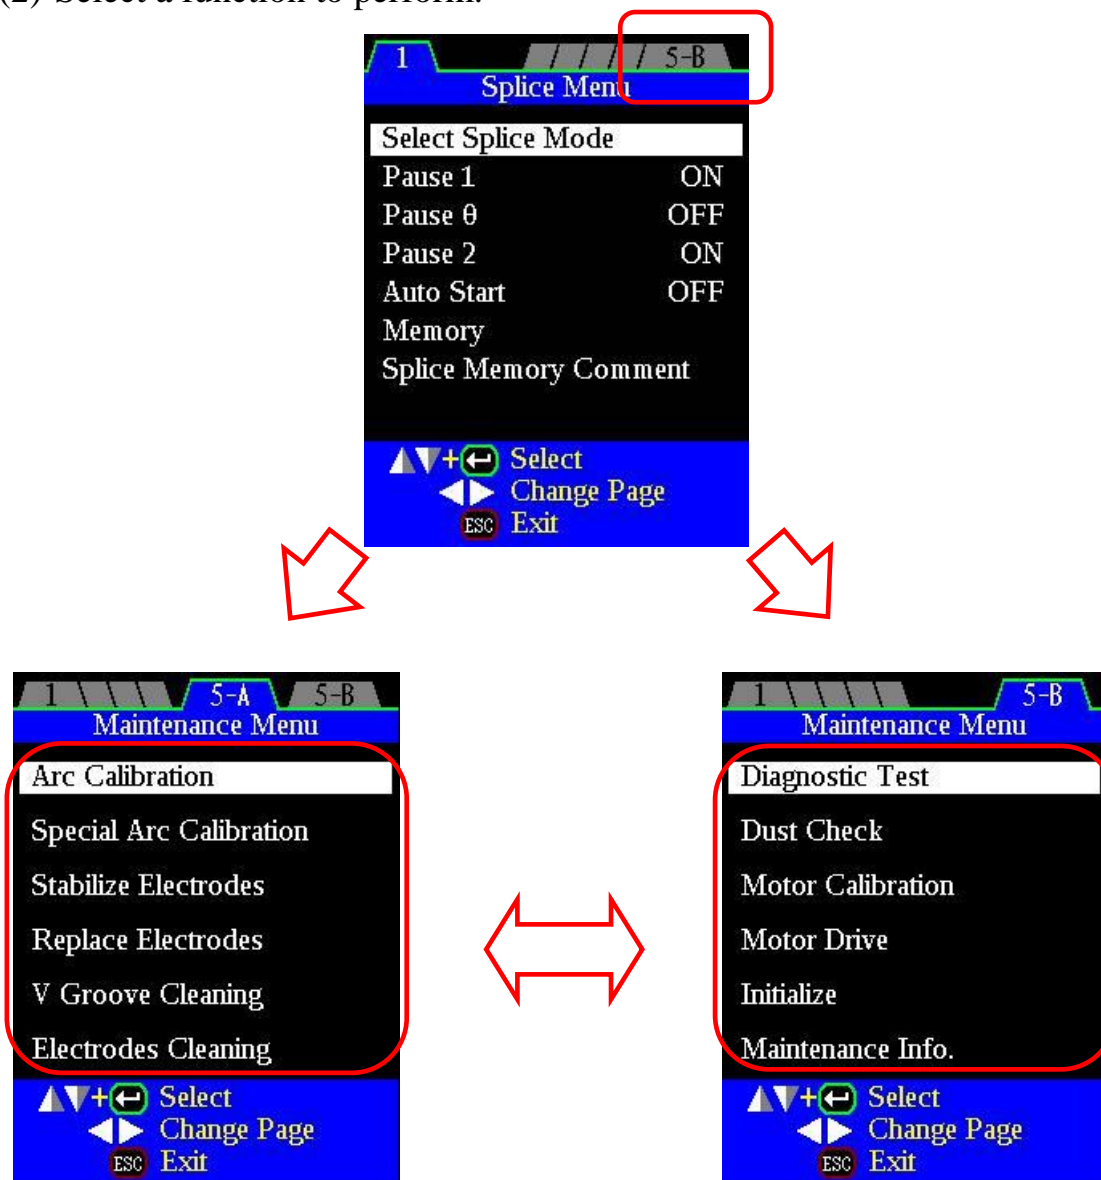 (2) Select a function to perform.
1 5-B
Splice Menu
Select Splice Mode
Pause 1 ON
Pause θ OFF
Pause 2 ON
Auto Start OFF
Memory
Splice Memory Comment
+ Select
Change Page
ESC Exit
1 5-A 5-B
Maintenance Menu
Arc Calibration
Special Arc Calibration
Stabilize Electrodes
Replace Electrodes
V Groove Cleaning
Electrodes Cleaning
+ Select
Change Page
ESC Exit
1 5-B
Maintenance Menu
Diagnostic Test
Dust Check
Motor Calibration
Motor Drive
Initialize
Maintenance Info.
+ Select
Change Page
ESC Exit